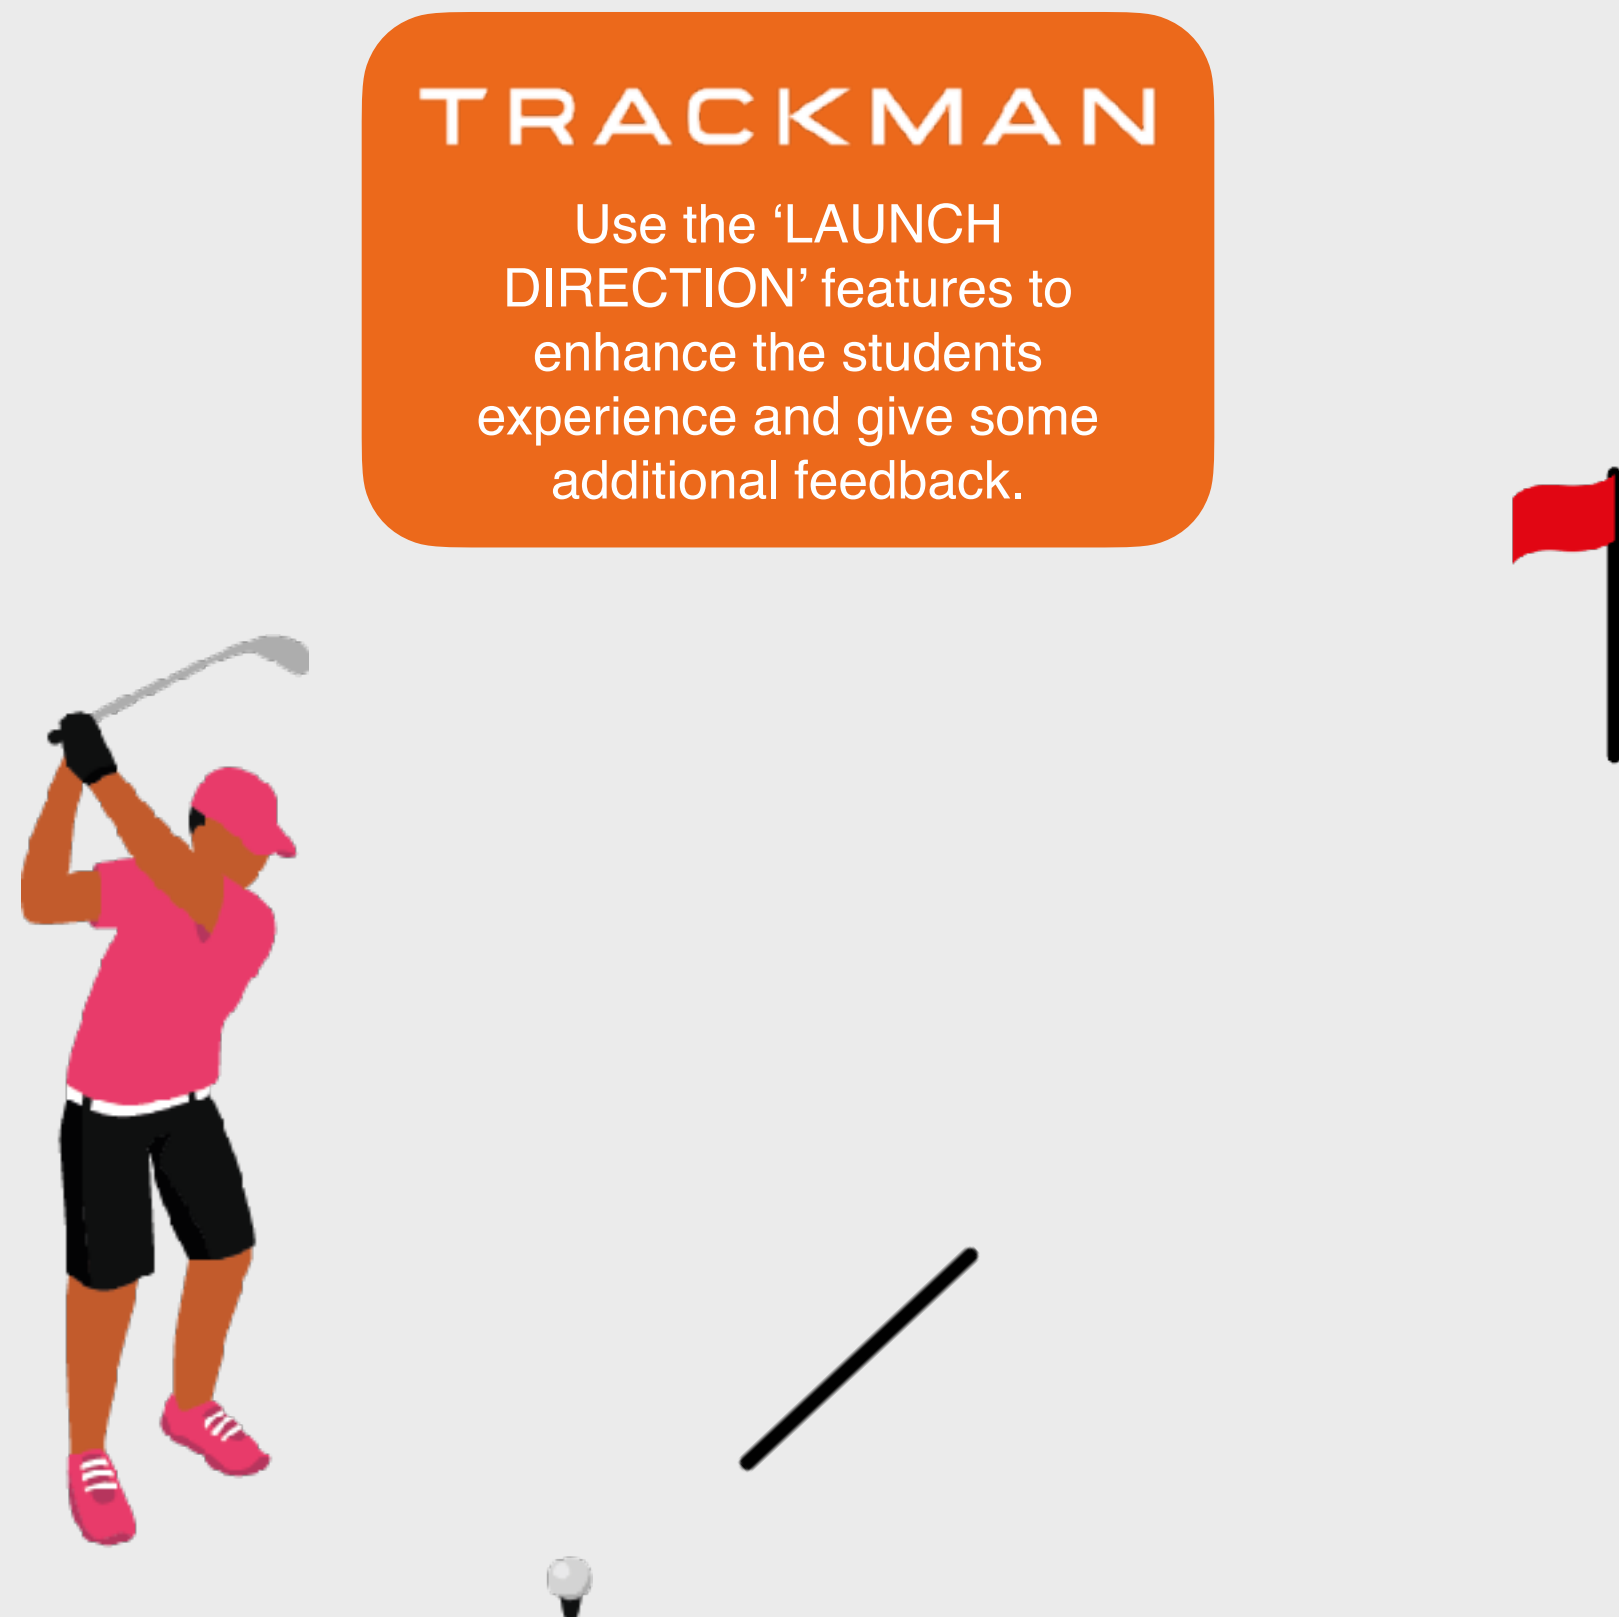 TRACKMAN
Use the ‘LAUNCH
DIRECTION’ features to
enhance the students
experience and give some
additional feedback.